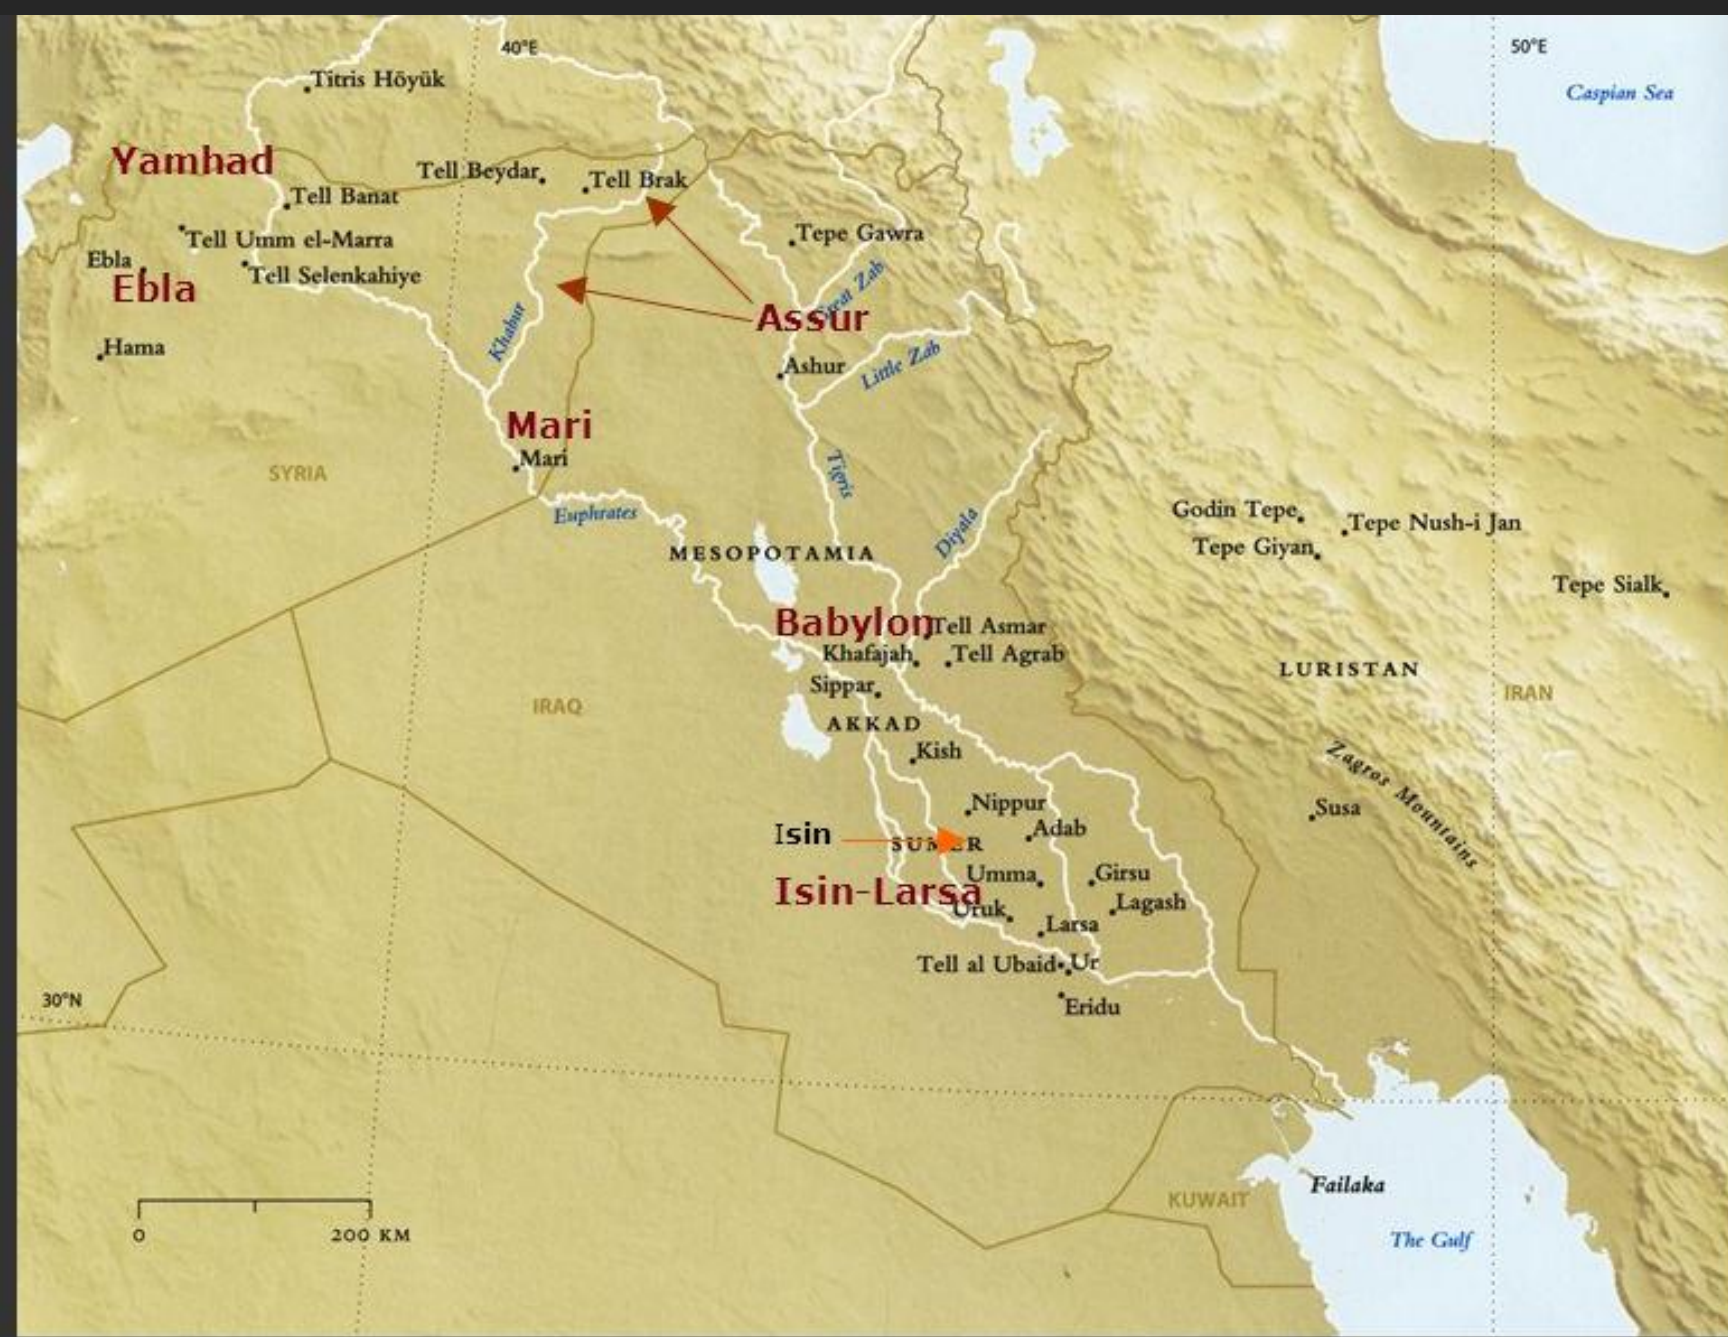 40°E
50°E
Titris Höyük
Caspian Sea
Yamhad
Tell Beydar
Tell Brak
Tell Banat
Tepe Gawra
Tell Umm el-Marra
Ebla
Tell Selenkahiye
Ebla
Great Zab
Assur
Khabur
Hama
Ashur
Little Zab
Mari
Mari
SYRIA
Tigris
Euphrates
Godin Tepe
Tepe Nush-i Jan
Diyala
Tepe Giyan
MESOPOTAMIA
Tepe Sialk
Babylon
Tell Asmar
Khafajah
Tell Agrab
LURISTAN
Sippar
IRAN
IRAQ
AKKAD
Kish
Zagros Mountains
Nippur
Susa
Isin
Adab
SUMER
Umma
Girsu
Isin-Larsa
Lagash
Uruk
Larsa
Tell al Ubaid
Ur
30°N
Eridu
Failaka
KUWAIT
0
200 KM
The Gulf